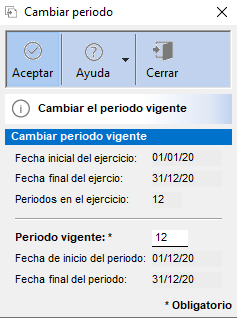 Cambiar periodo
Aceptar Ayuda Cerrar
Cambiar el periodo vigente
Cambiar periodo vigente
Fecha inicial del ejercicio: 01/01/20
Fecha final del ejercio: 31/12/20
Periodos en el ejercicio: 12
Periodo vigente: * 12
Fecha de inicio del periodo: 01/12/20
Fecha final del periodo: 31/12/20
* Obligatorio